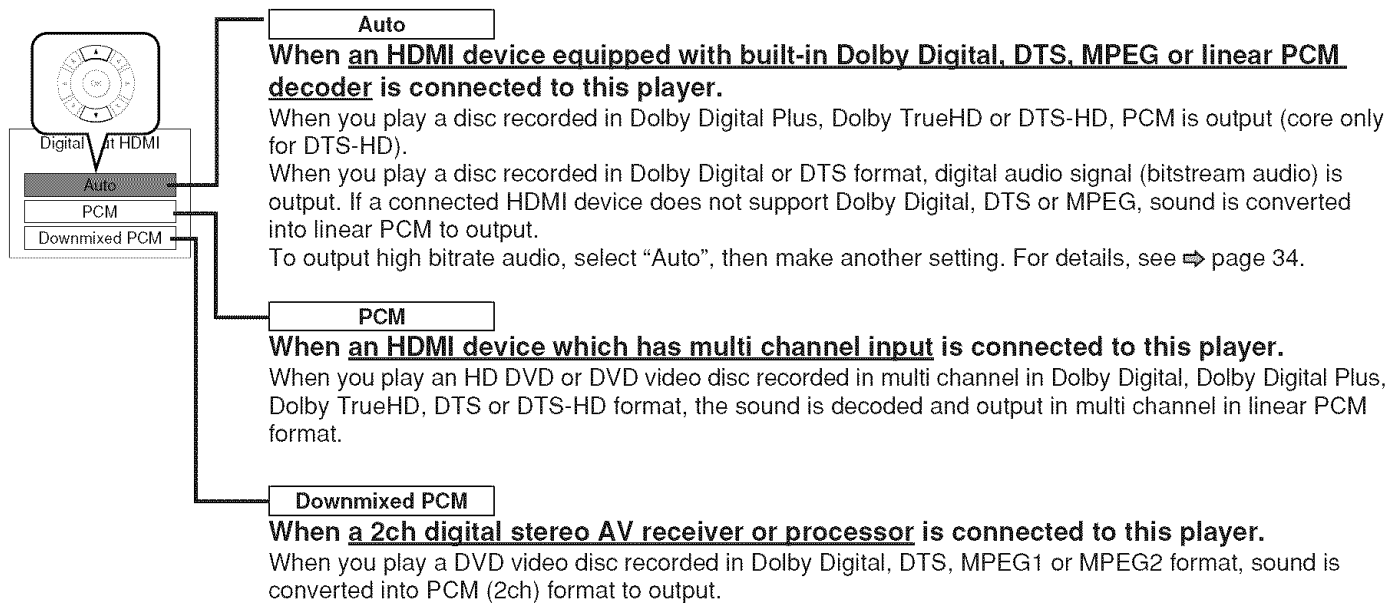 Auto
When an HDMI device equipped with built-in Dolby Digital, DTS, MPEG or linear PCM
decoder is connected to this player.
When you play a disc recorded in Dolby Digital Plus, Dolby TrueHD or DTS-HD, PCM is output (core only
for DTS-HD).
When you play a disc recorded in Dolby Digital or DTS format, digital audio signal (bitstream audio) is
output. If a connected HDMI device does not support Dolby Digital, DTS or MPEG, sound is converted
into linear PCM to output.
To output high bitrate audio, select “Auto”, then make another setting. For details, see ⇨ page 34.
Digital ut HDMI
Auto
PCM
Downmixed PCM
PCM
When an HDMI device which has multi channel input is connected to this player.
When you play an HD DVD or DVD video disc recorded in multi channel in Dolby Digital, Dolby Digital Plus,
Dolby TrueHD, DTS or DTS-HD format, the sound is decoded and output in multi channel in linear PCM
format.
Downmixed PCM
When a 2ch digital stereo AV receiver or processor is connected to this player.
When you play a DVD video disc recorded in Dolby Digital, DTS, MPEG1 or MPEG2 format, sound is
converted into PCM (2ch) format to output.